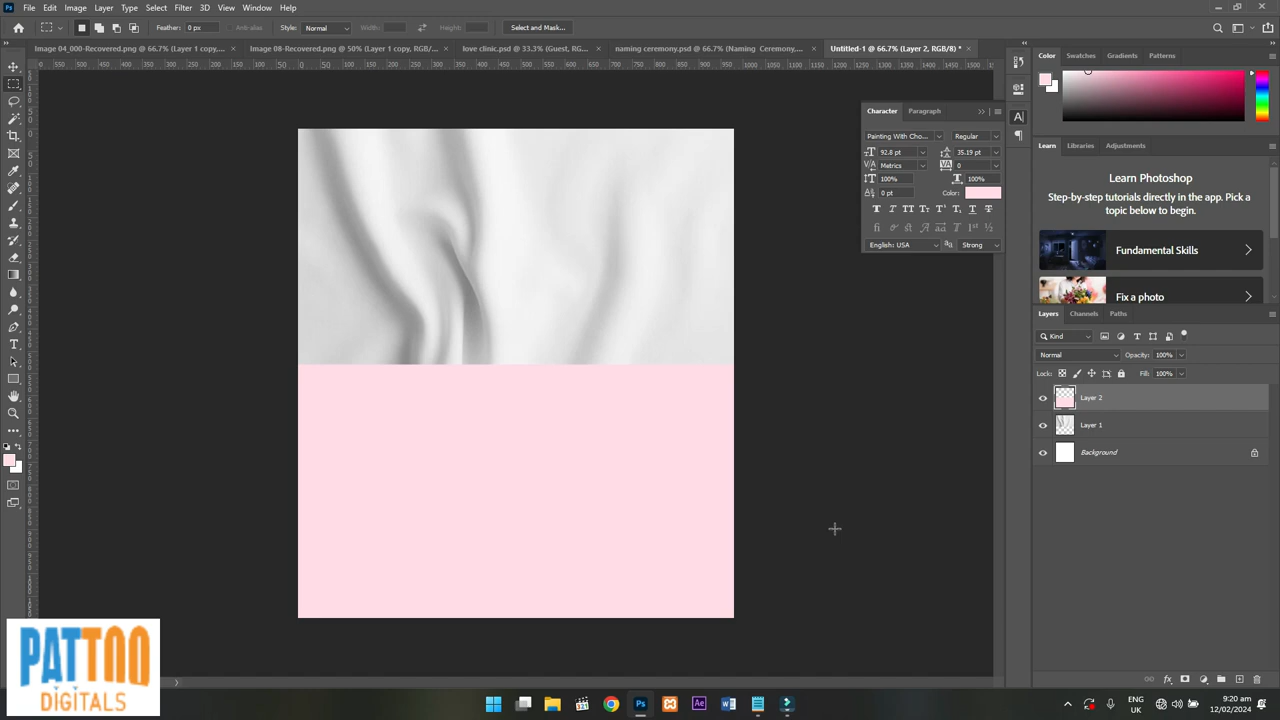 Ps File Edit Image Layer Type Select Filter 3D View Window Help
Feather: 0 px Anti-alias Style: Normal Width: Height: Select and Mask...
Image 04_000-Recovered.png @ 66.7% (Layer 1 copy,... × Image 08-Recovered.png @ 50% (Layer 1 copy, RGB/... × love clinic.psd @ 33.3% (Guest, RG... × naming ceremony.psd @ 66.7% (Naming Ceremony,... × Untitled-1 @ 66.7% (Layer 2, RGB/8) * ×
Color Swatches Gradients Patterns
Character Paragraph
Painting With Cho... Regular
92.8 pt 35.19 pt
Metrics 0
100% 100%
0 pt Color:
English: USA aa Strong
Learn Libraries Adjustments
Learn Photoshop
Step-by-step tutorials directly in the app. Pick a
topic below to begin.
Fundamental Skills
Fix a photo
Layers Channels Paths
Kind
Normal Opacity: 100%
Lock: Fill: 100%
Layer 2
Layer 1
Background
PATTOO
DIGITALS
ENG
UK
9:20 am
12/02/2024